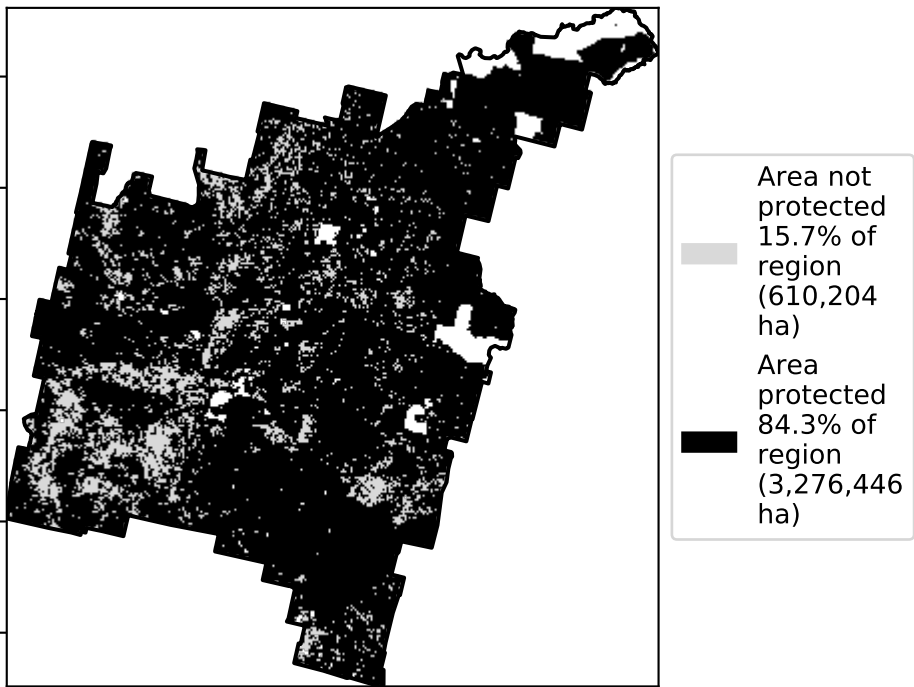 Area not
protected
15.7% of
region
(610,204
ha)
Area
protected
84.3% of
region
(3,276,446
ha)